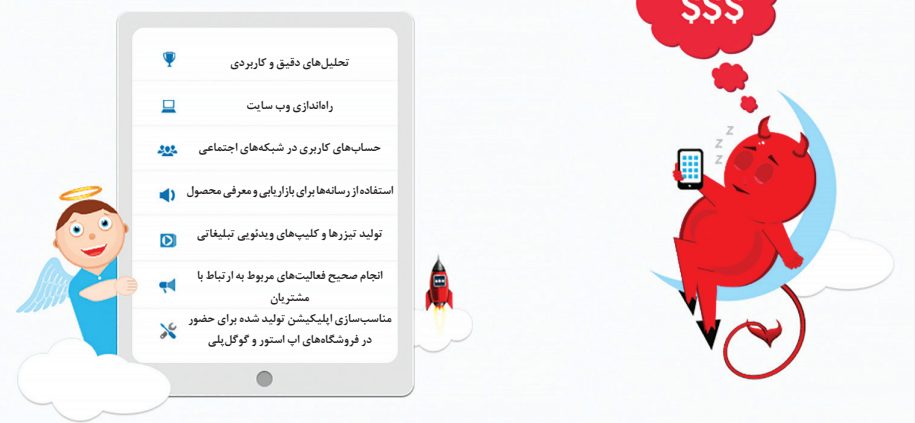 $$$
تحلیل‌های دقیق و کاربردی
راه‌اندازی وب سایت
حساب‌های کاربری در شبکه‌های اجتماعی
استفاده از رسانه‌ها برای بازاریابی و معرفی محصول
تولید تیزرها و کلیپ‌های ویدئویی تبلیغاتی
انجام صحیح فعالیت‌های مربوط به ارتباط با
مشتریان
مناسب‌سازی اپلیکیشن تولید شده برای حضور
در فروشگاه‌های اپ استور و گوگل‌پلی
z
z
z